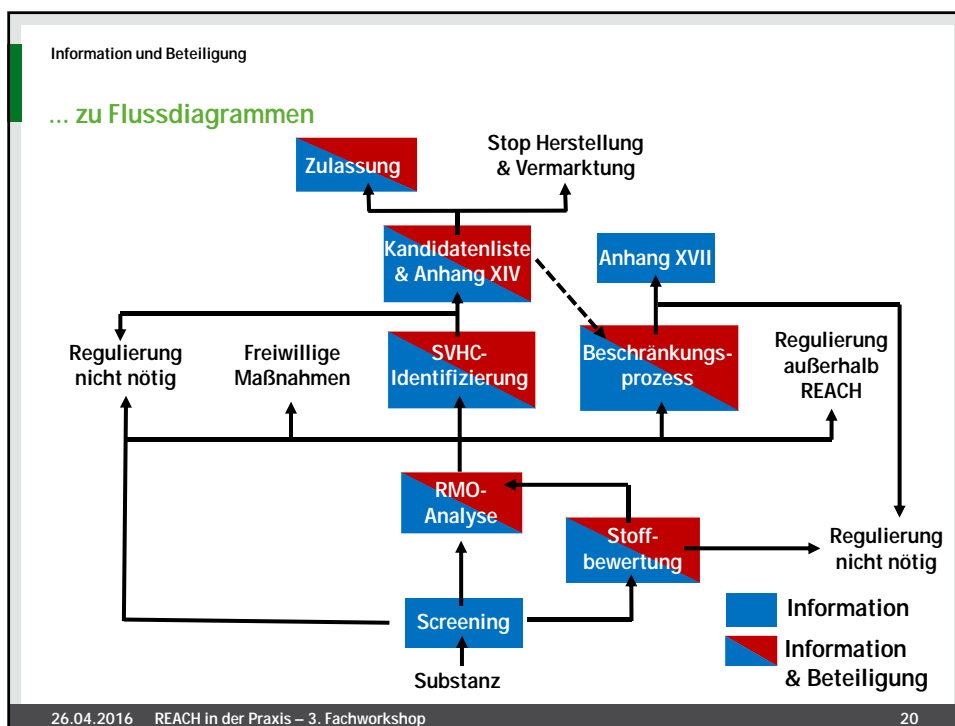 Information und Beteiligung
... zu Flussdiagrammen
Zulassung
Stop Herstellung
& Vermarktung
Kandidatenliste
& Anhang XIV
Anhang XVII
Regulierung
nicht nötig
Freiwillige
Maßnahmen
SVHC-
Identifizierung
Beschränkungs-
prozess
Regulierung
außerhalb
REACH
RMO-
Analyse
Stoff-
bewertung
Regulierung
nicht nötig
Screening
Substanz
Information
Information
& Beteiligung
26.04.2016 REACH in der Praxis – 3. Fachworkshop 20